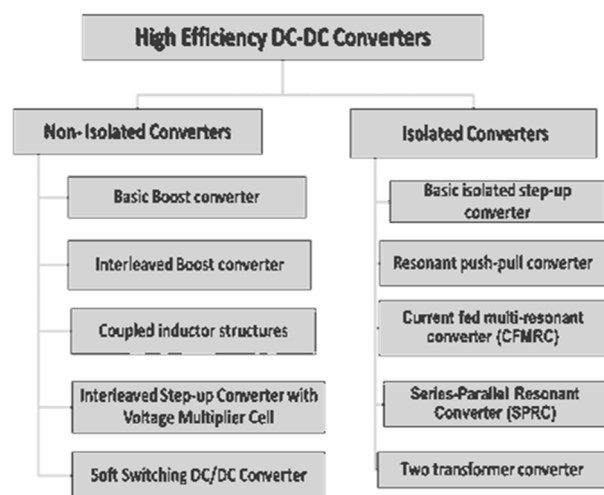 High Efficiency DC-DC Converters
Non- Isolated Converters
Basic Boost converter
Interleaved Boost converter
Coupled inductor structures
Interleaved Step-up Converter with
Voltage Multiplier Cell
Soft Switching DC/DC Converter
Isolated Converters
Basic isolated step-up
converter
Resonant push-pull converter
Current fed multi-resonant
converter (CFMRC)
Series-Parallel Resonant
Converter (SPRC)
Two transformer converter